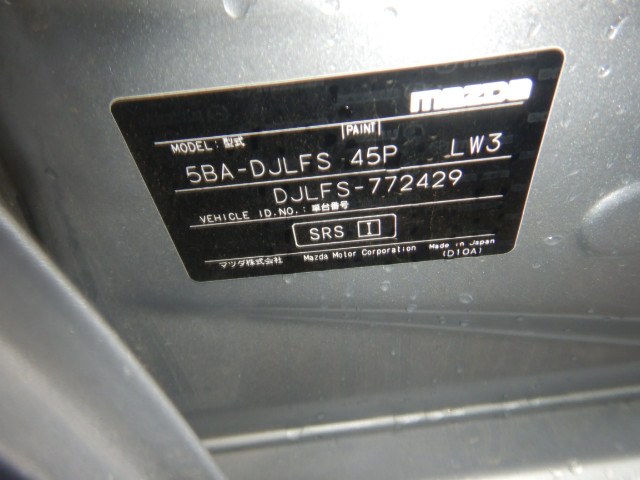 mazda
MODEL: 型式 PAINT
5BA-DJLFS 45P LW3
DJLFS-772429
VEHICLE ID.NO.: 車台番号
SRS I
マツダ株式会社 Mazda Motor Corporation Made in Japan
(D10A)